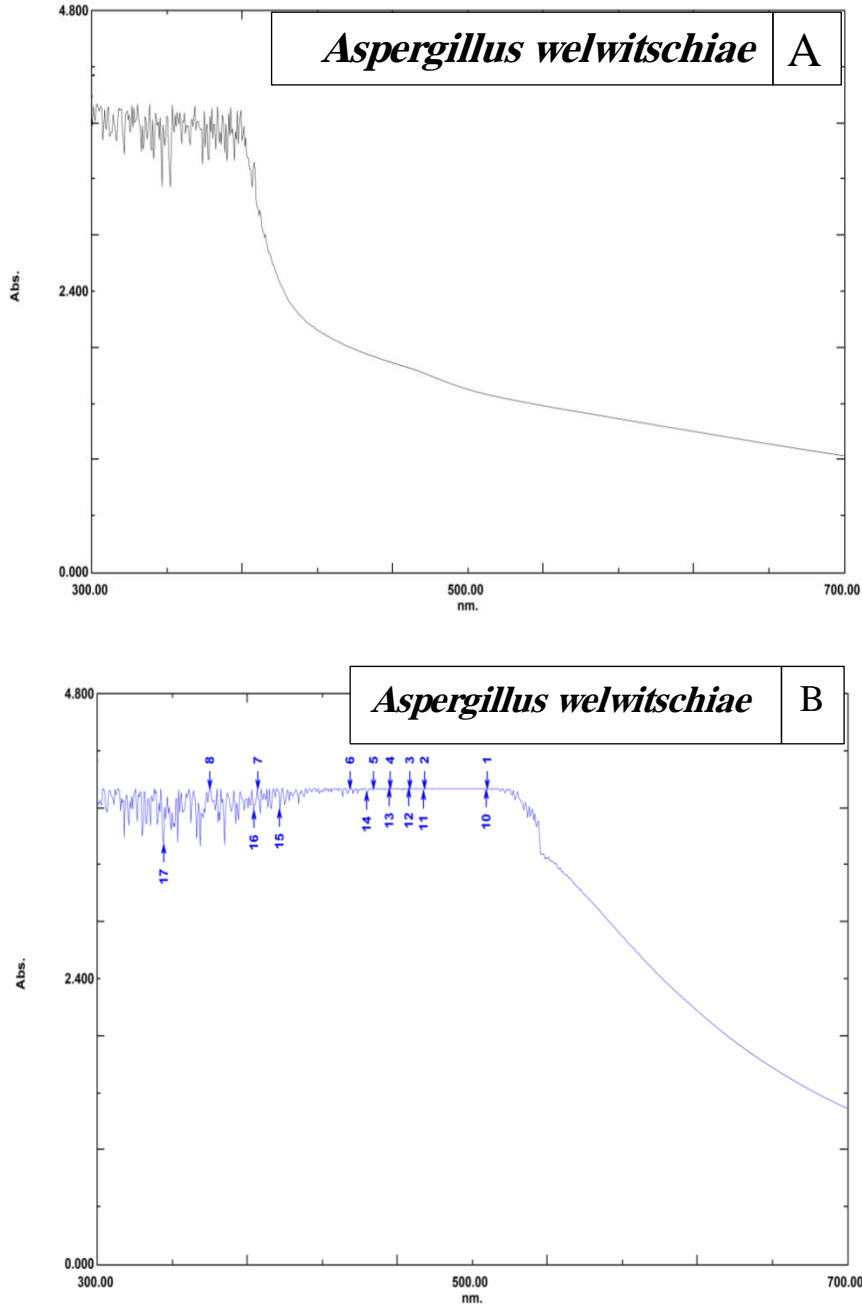 4.800
Aspergillus welwitschiae A
Abs.
2.400
0.000
300.00 500.00 700.00
nm.
4.800
Aspergillus welwitschiae B
8 7 6 5 4 3 2 1
17 16 15 14 13 12 11 10
Abs.
2.400
0.000
300.00 500.00 700.00
nm.